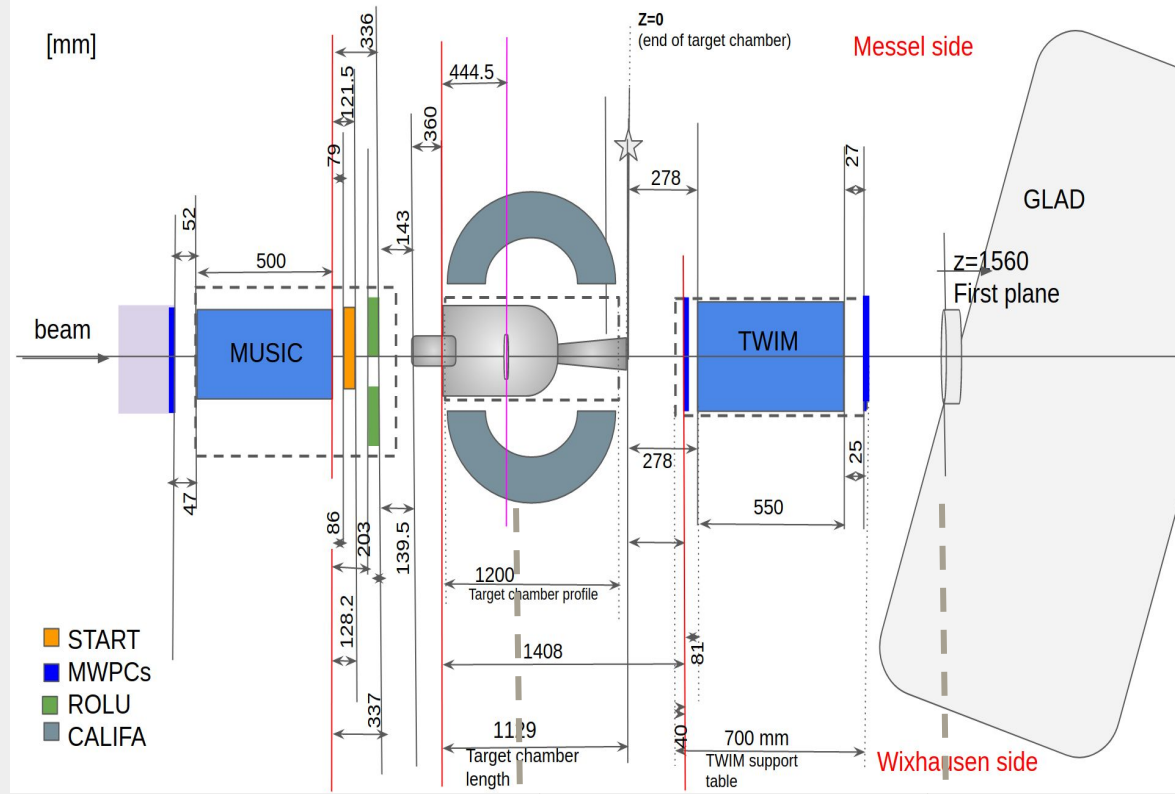 [mm]
336
Z=0
(end of target chamber)
Messel side
444.5
121.5
360
79
278
27
GLAD
52
143
500
z=1560
First plane
beam
MUSIC
TWIM
278
25
47
550
86
203
139.5
1200
Target chamber profile
128.2
START
1408
81
MWPCs
ROLU
337
CALIFA
40
1129
Target chamber
length
700 mm
TWIM support
table
Wixhausen side